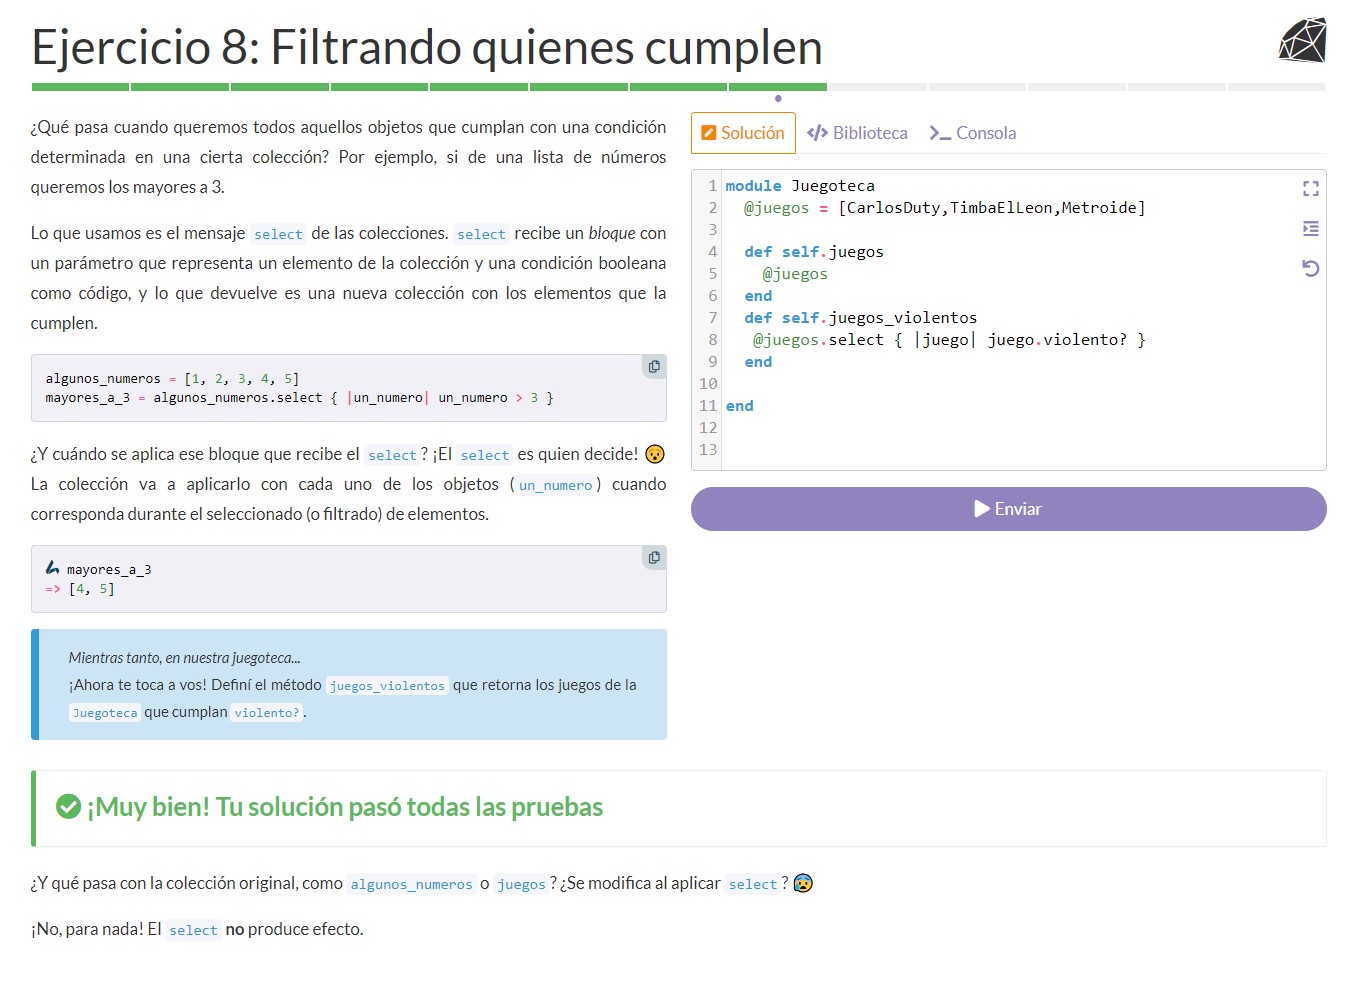 Ejercicio 8: Filtrando quienes cumplen
¿Qué pasa cuando queremos todos aquellos objetos que cumplan con una condición
determinada en una cierta colección? Por ejemplo, si de una lista de números
queremos los mayores a 3.
Lo que usamos es el mensaje select de las colecciones. select recibe un bloque con
un parámetro que representa un elemento de la colección y una condición booleana
como código, y lo que devuelve es una nueva colección con los elementos que la
cumplen.
algunos_numeros = [1, 2, 3, 4, 5]
mayores_a_3 = algunos_numeros.select { |un_numero| un_numero > 3 }
¿Y cuándo se aplica ese bloque que recibe el select? ¡El select es quien decide! 😯
La colección va a aplicarlo con cada uno de los objetos (un_numero) cuando
corresponda durante el seleccionado (o filtrado) de elementos.
mayores_a_3
=> [4, 5]
Mientras tanto, en nuestra juegoteca...
¡Ahora te toca a vos! Definí el método juegos_violentos que retorna los juegos de la
Juegoteca que cumplan violento?.
Solución </> Biblioteca >_ Consola
1 module Juegoteca
2   @juegos = [CarlosDuty,TimbaElLeon,Metroide]
3
4   def self.juegos
5     @juegos
6   end
7   def self.juegos_violentos
8    @juegos.select { |juego| juego.violento? }
9   end
10
11 end
12
13
Enviar
¡Muy bien! Tu solución pasó todas las pruebas
¿Y qué pasa con la colección original, como algunos_numeros o juegos? ¿Se modifica al aplicar select? 😰
¡No, para nada! El select no produce efecto.